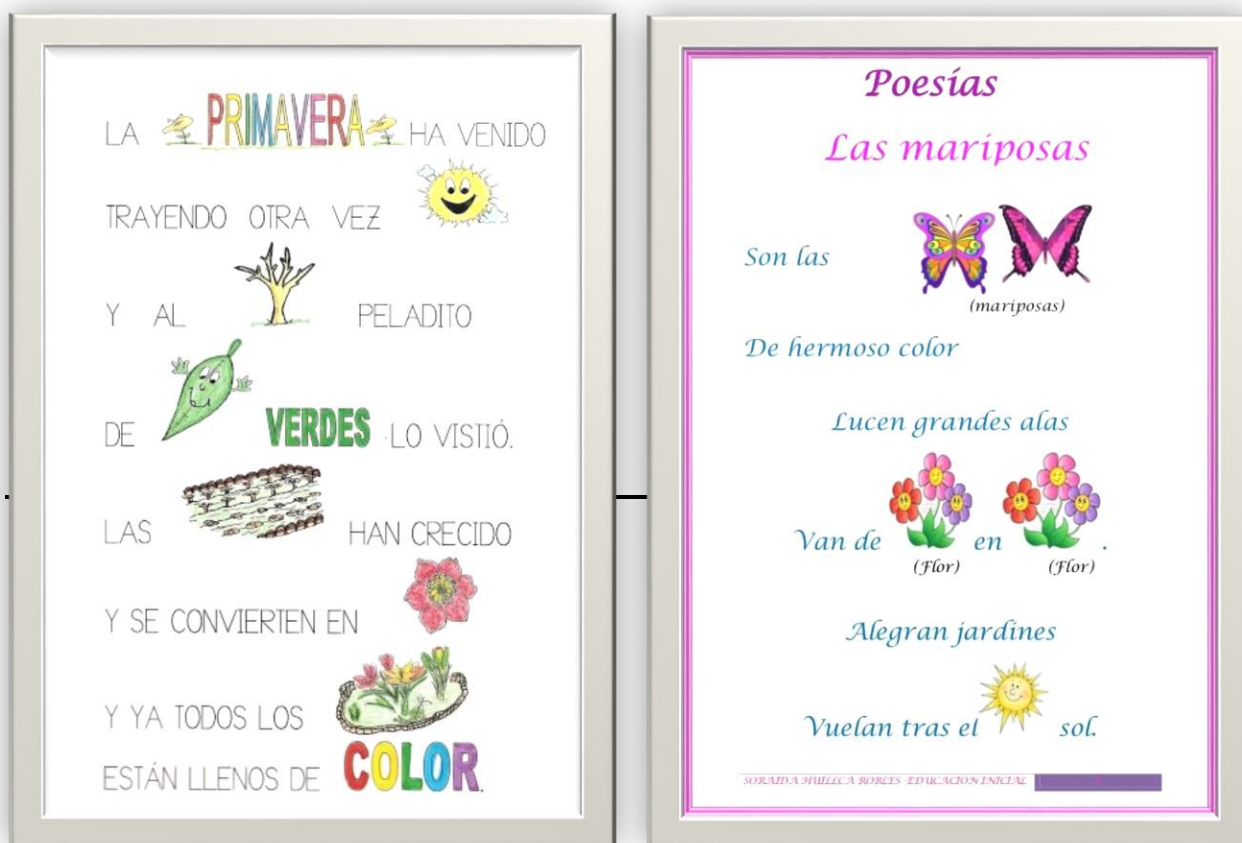 LA PRIMAVERA HA VENIDO
TRAYENDO OTRA VEZ
Y AL PELADITO
DE VERDES LO VISTIÓ.
LAS HAN CRECIDO
Y SE CONVIERTEN EN
Y YA TODOS LOS
ESTÁN LLENOS DE COLOR.
Poesías
Las mariposas
Son las
(mariposas)
De hermoso color
Lucen grandes alas
Van de en .
(Flor) (Flor)
Alegran jardines
Vuelan tras el sol.
SORAIDA HUILLCA ROBLES -EDUCACIÓN INICIAL